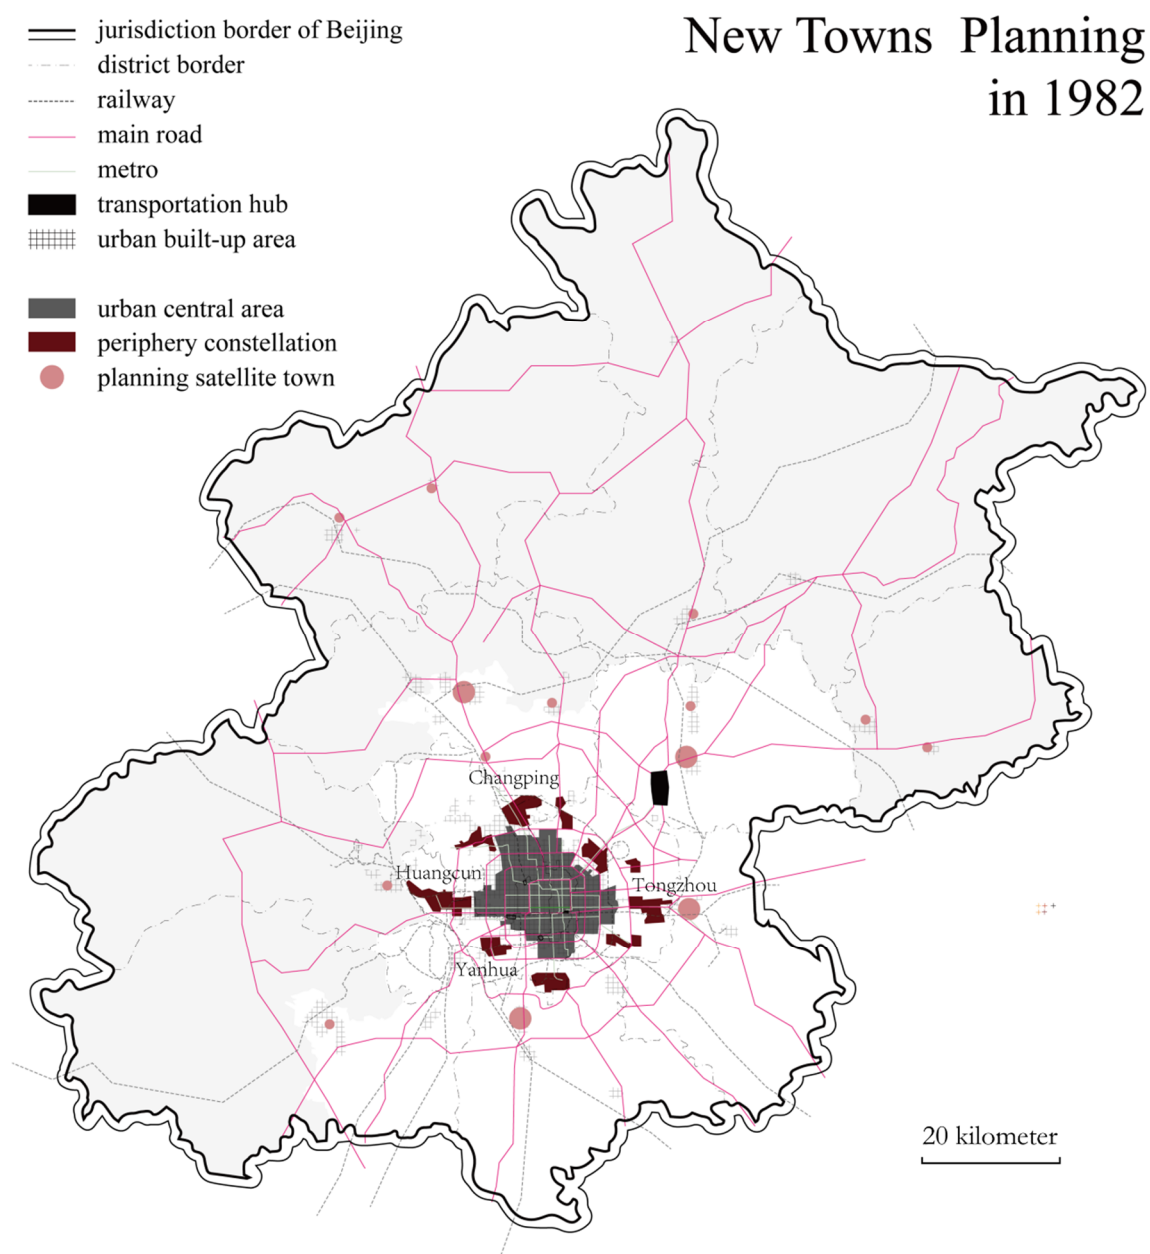 New Towns Planning
in 1982
jurisdiction border of Beijing
district border
railway
main road
metro
transportation hub
urban built-up area
urban central area
periphery constellation
planning satellite town
Changping
Huangcun
Tongzhou
Yanhua
20 kilometer